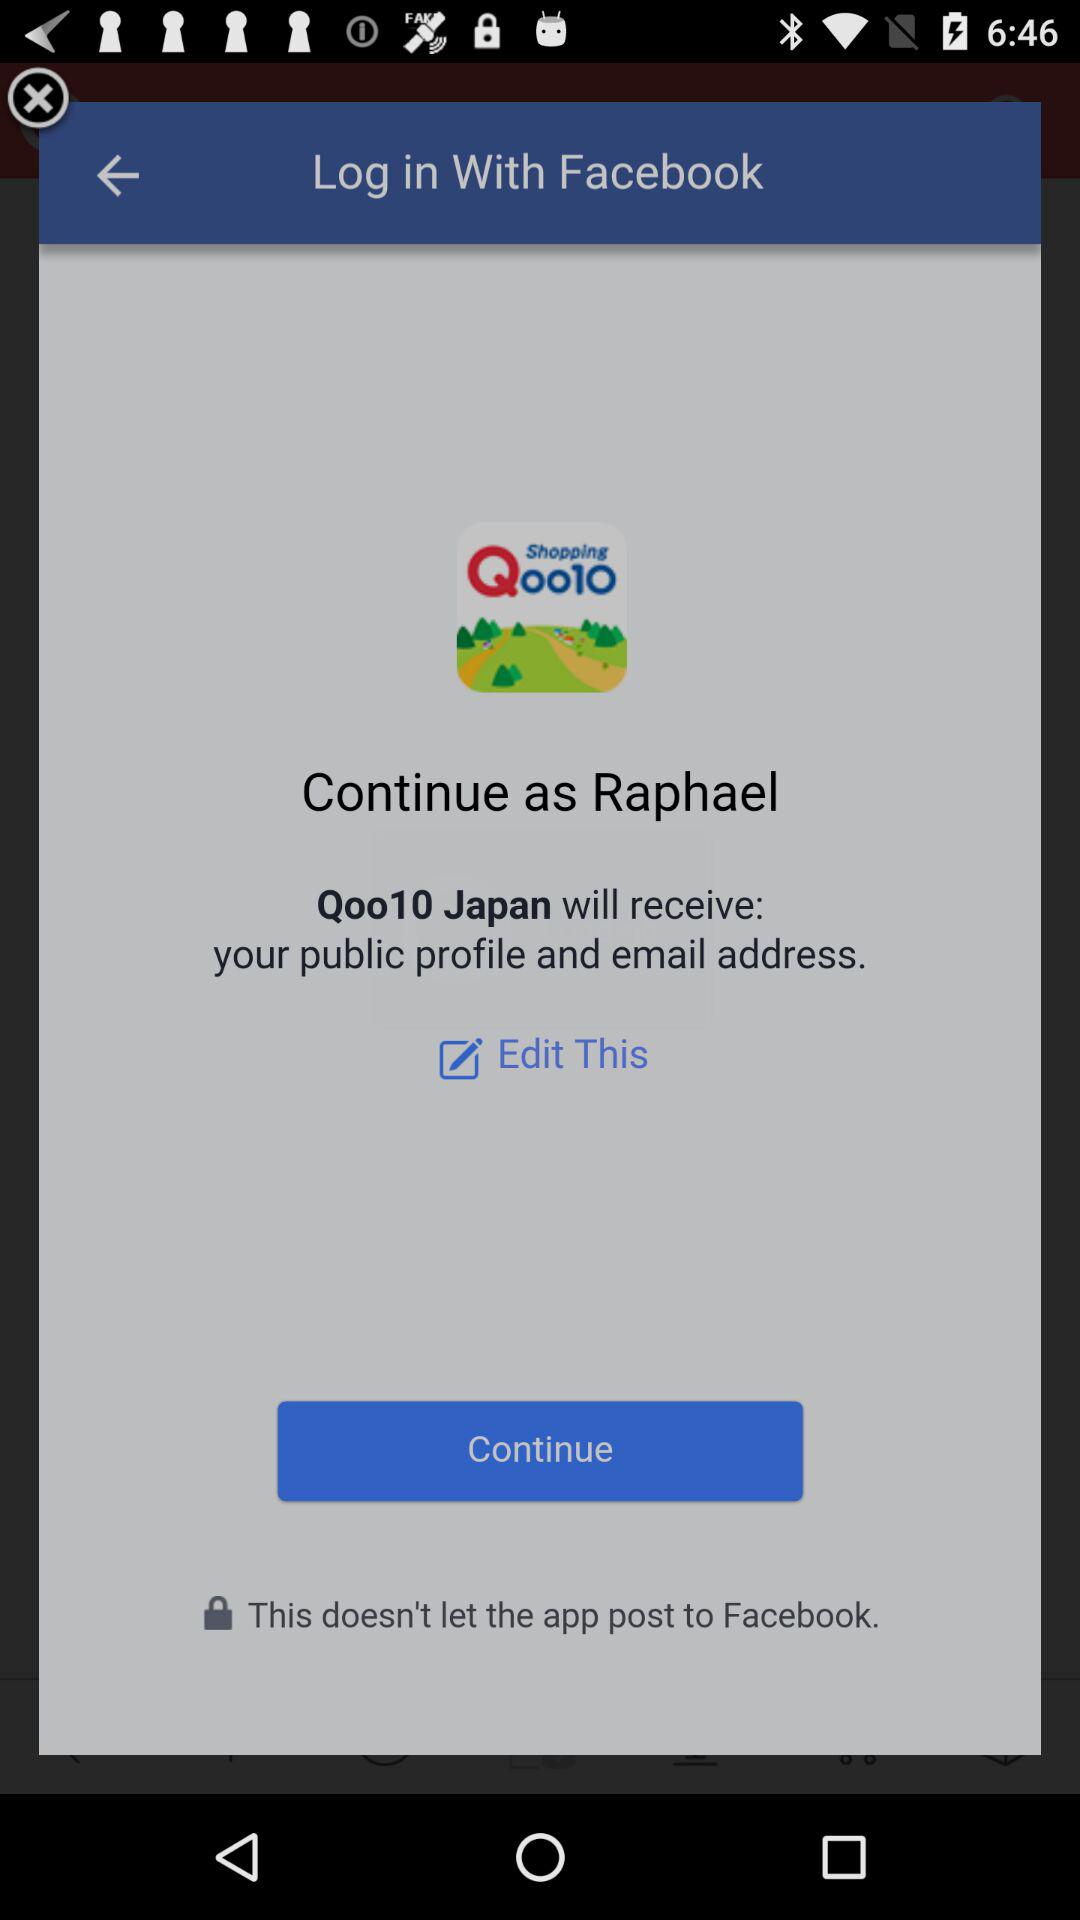 FAKE
6:46
Log in With Facebook
Shopping
Qoo10
Continue as Raphael
Qoo10 Japan will receive:
your public profile and email address.
Edit This
Continue
This doesn't let the app post to Facebook.